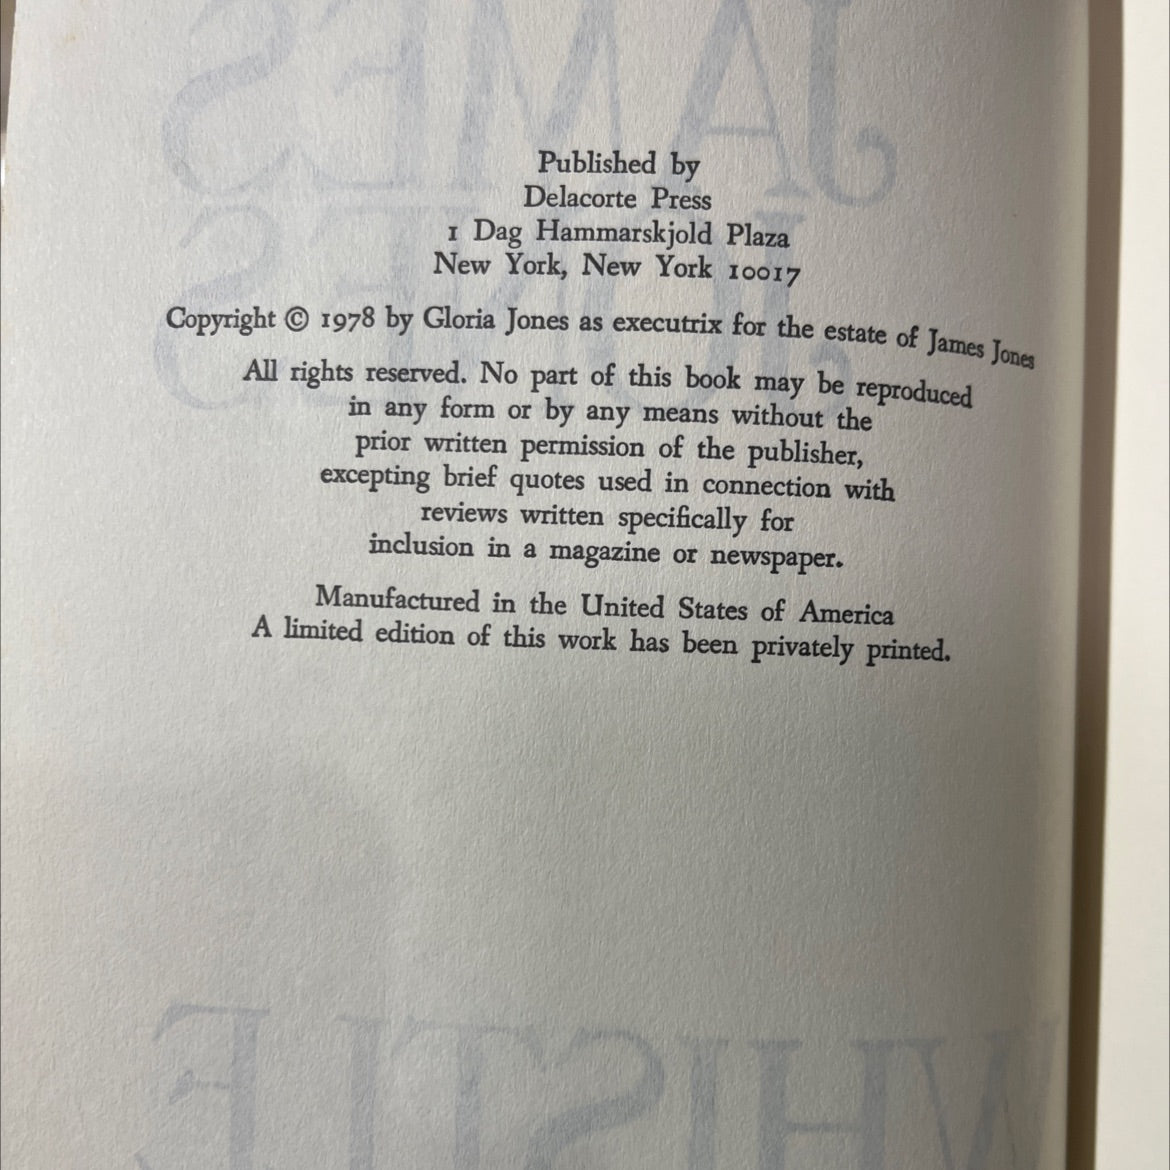 JAMES
JONES
Published by
Delacorte Press
1 Dag Hammarskjold Plaza
New York, New York 10017
Copyright © 1978 by Gloria Jones as executrix for the estate of James Jones
All rights reserved. No part of this book may be reproduced
in any form or by any means without the
prior written permission of the publisher,
excepting brief quotes used in connection with
reviews written specifically for
inclusion in a magazine or newspaper.
Manufactured in the United States of America
A limited edition of this work has been privately printed.
WHISTLE